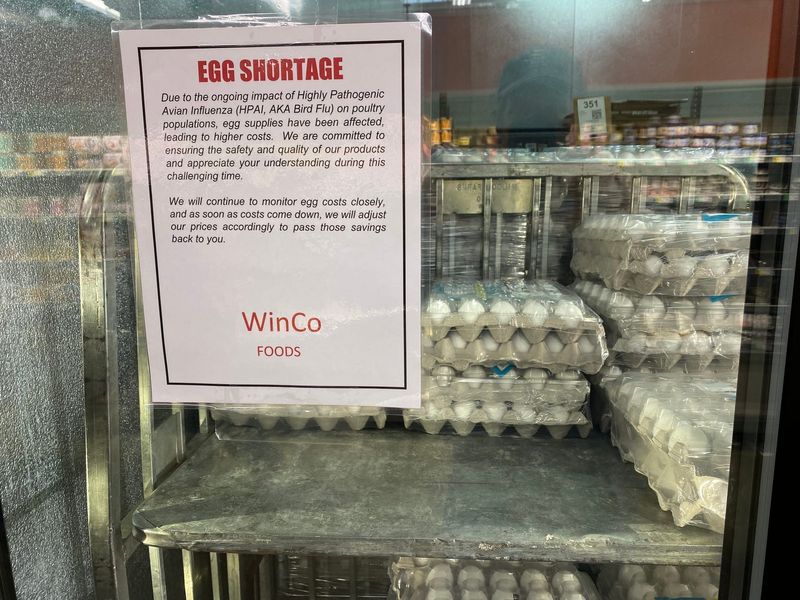 EGG SHORTAGE
Due to the ongoing impact of Highly Pathogenic
Avian Influenza (HPAI, AKA Bird Flu) on poultry
populations, egg supplies have been affected,
leading to higher costs. We are committed to
ensuring the safety and quality of our products
and appreciate your understanding during this
challenging time.
We will continue to monitor egg costs closely,
and as soon as costs come down, we will adjust
our prices accordingly to pass those savings
back to you.
WinCo
FOODS
351